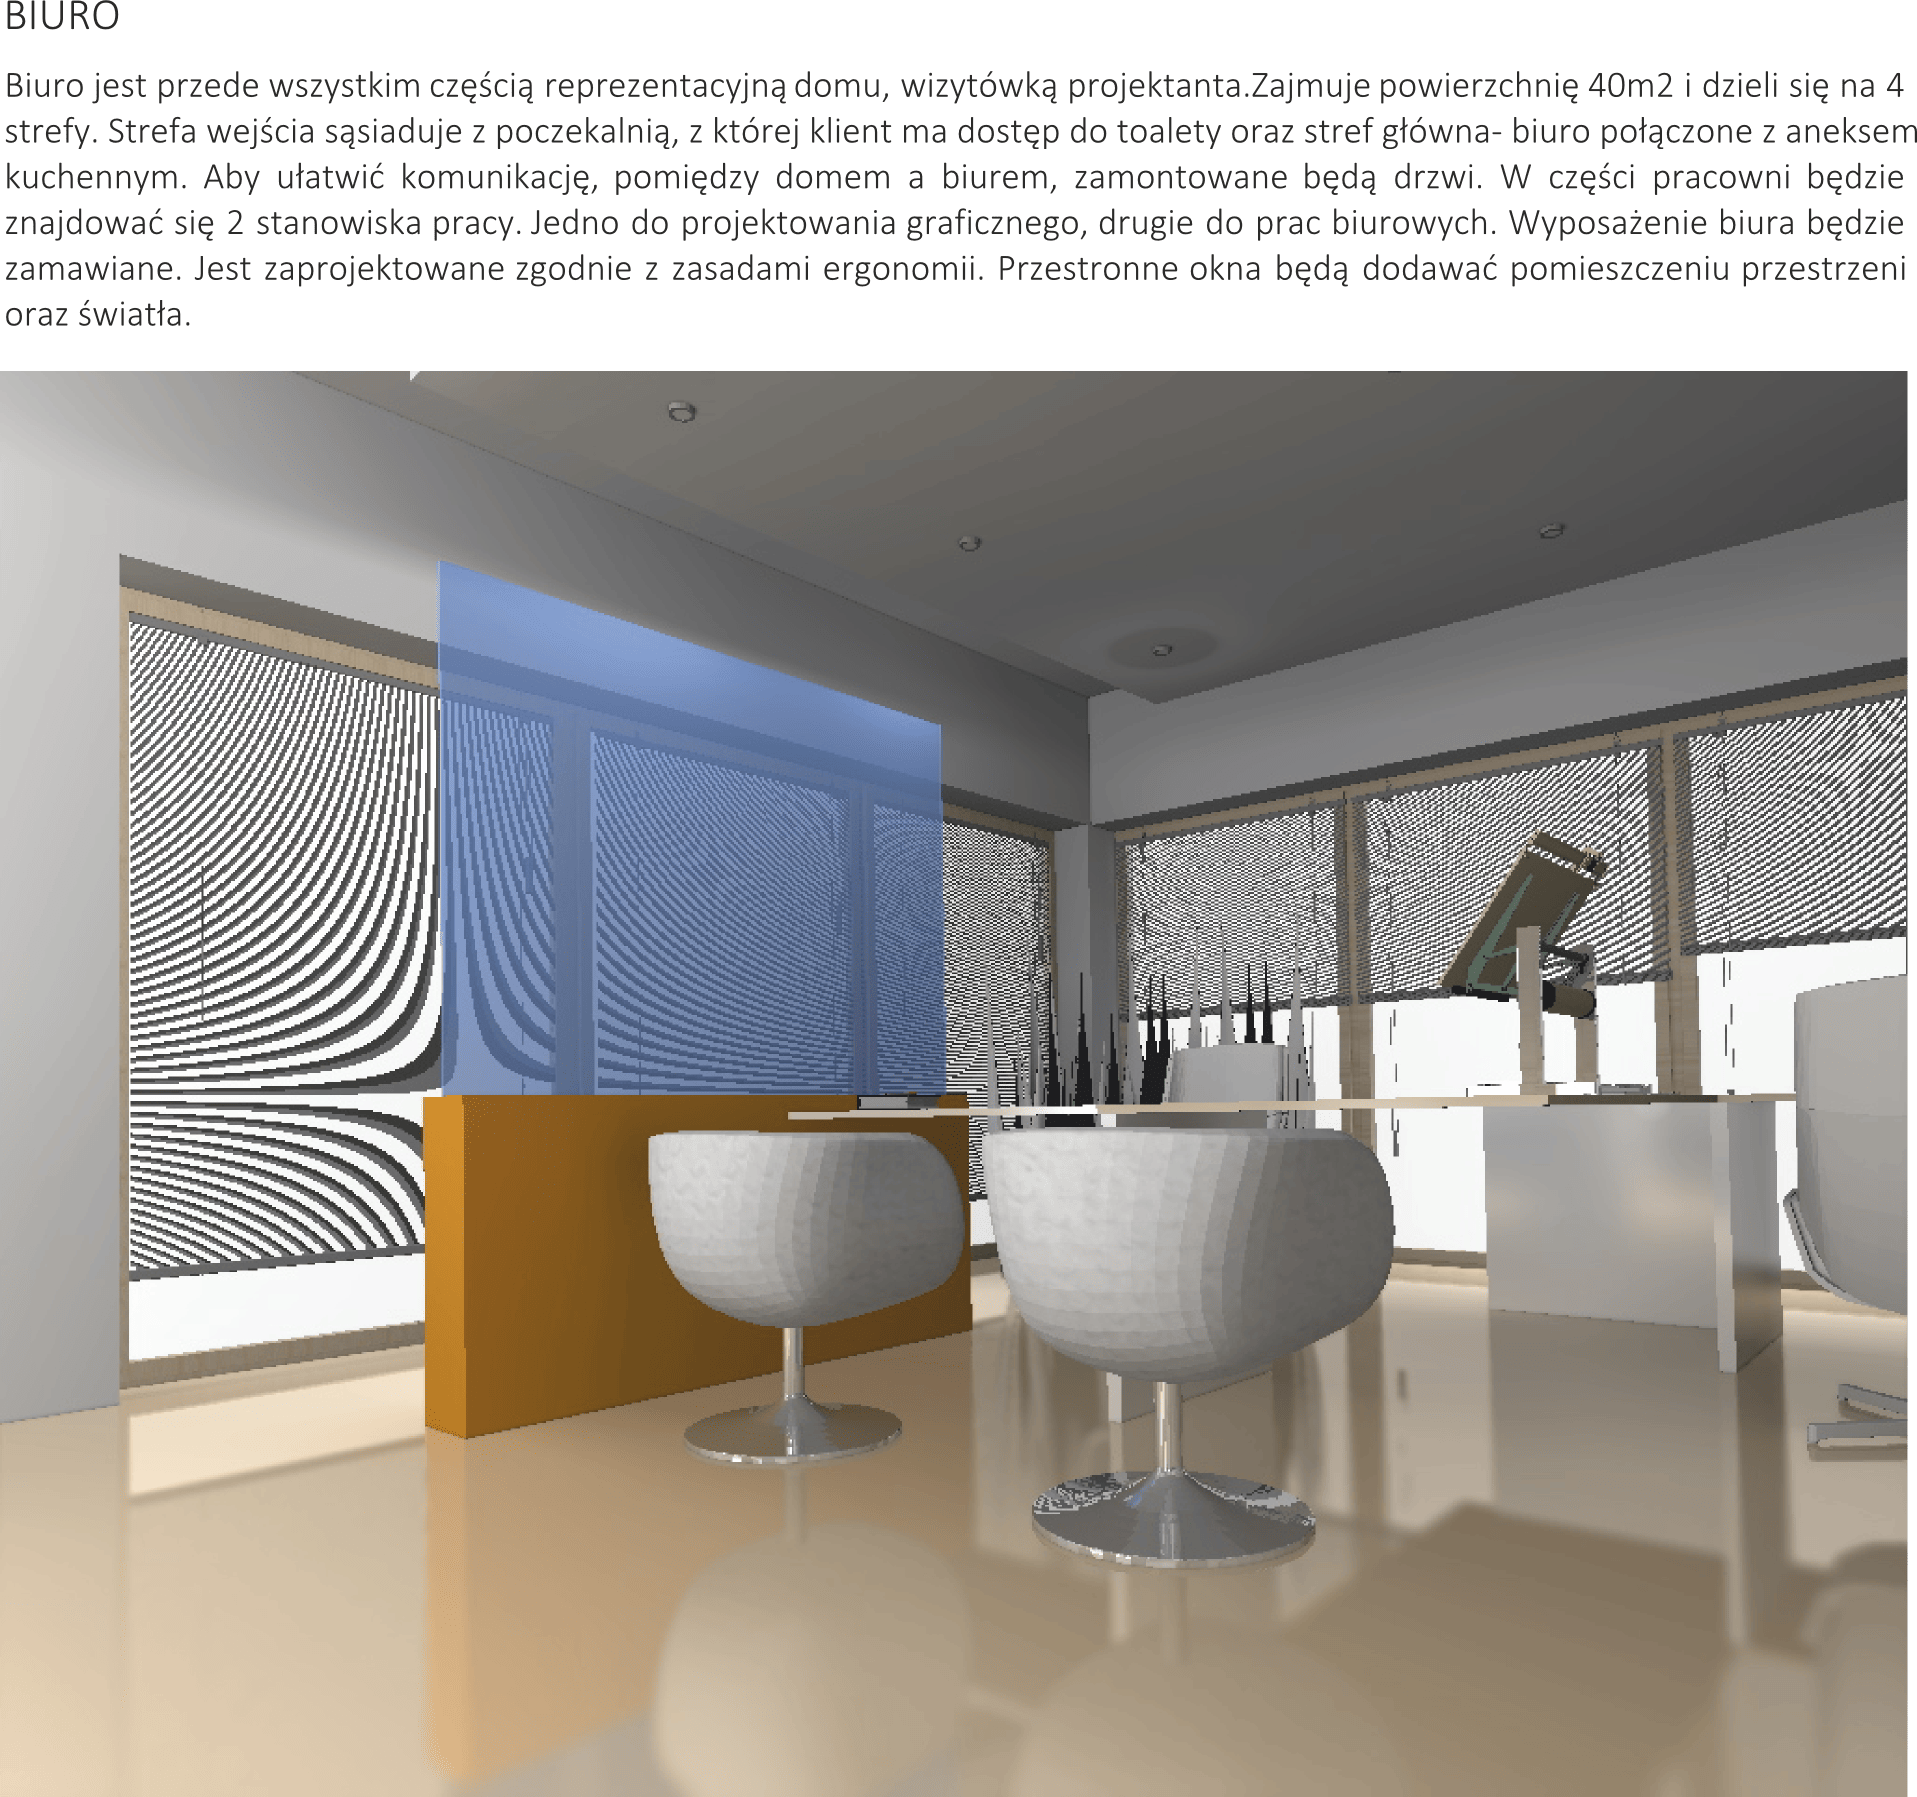 BIURO
Biuro jest przede wszystkim częścią reprezentacyjną domu, wizytówką projektanta.Zajmuje powierzchnię 40m2 i dzieli się na 4
strefy. Strefa wejścia sąsiaduje z poczekalnią, z której klient ma dostęp do toalety oraz stref główna- biuro połączone z aneksem
kuchennym. Aby ułatwić komunikację, pomiędzy domem a biurem, zamontowane będą drzwi. W części pracowni będzie
znajdować się 2 stanowiska pracy. Jedno do projektowania graficznego, drugie do prac biurowych. Wyposażenie biura będzie
zamawiane. Jest zaprojektowane zgodnie z zasadami ergonomii. Przestronne okna będą dodawać pomieszczeniu przestrzeni
oraz światła.